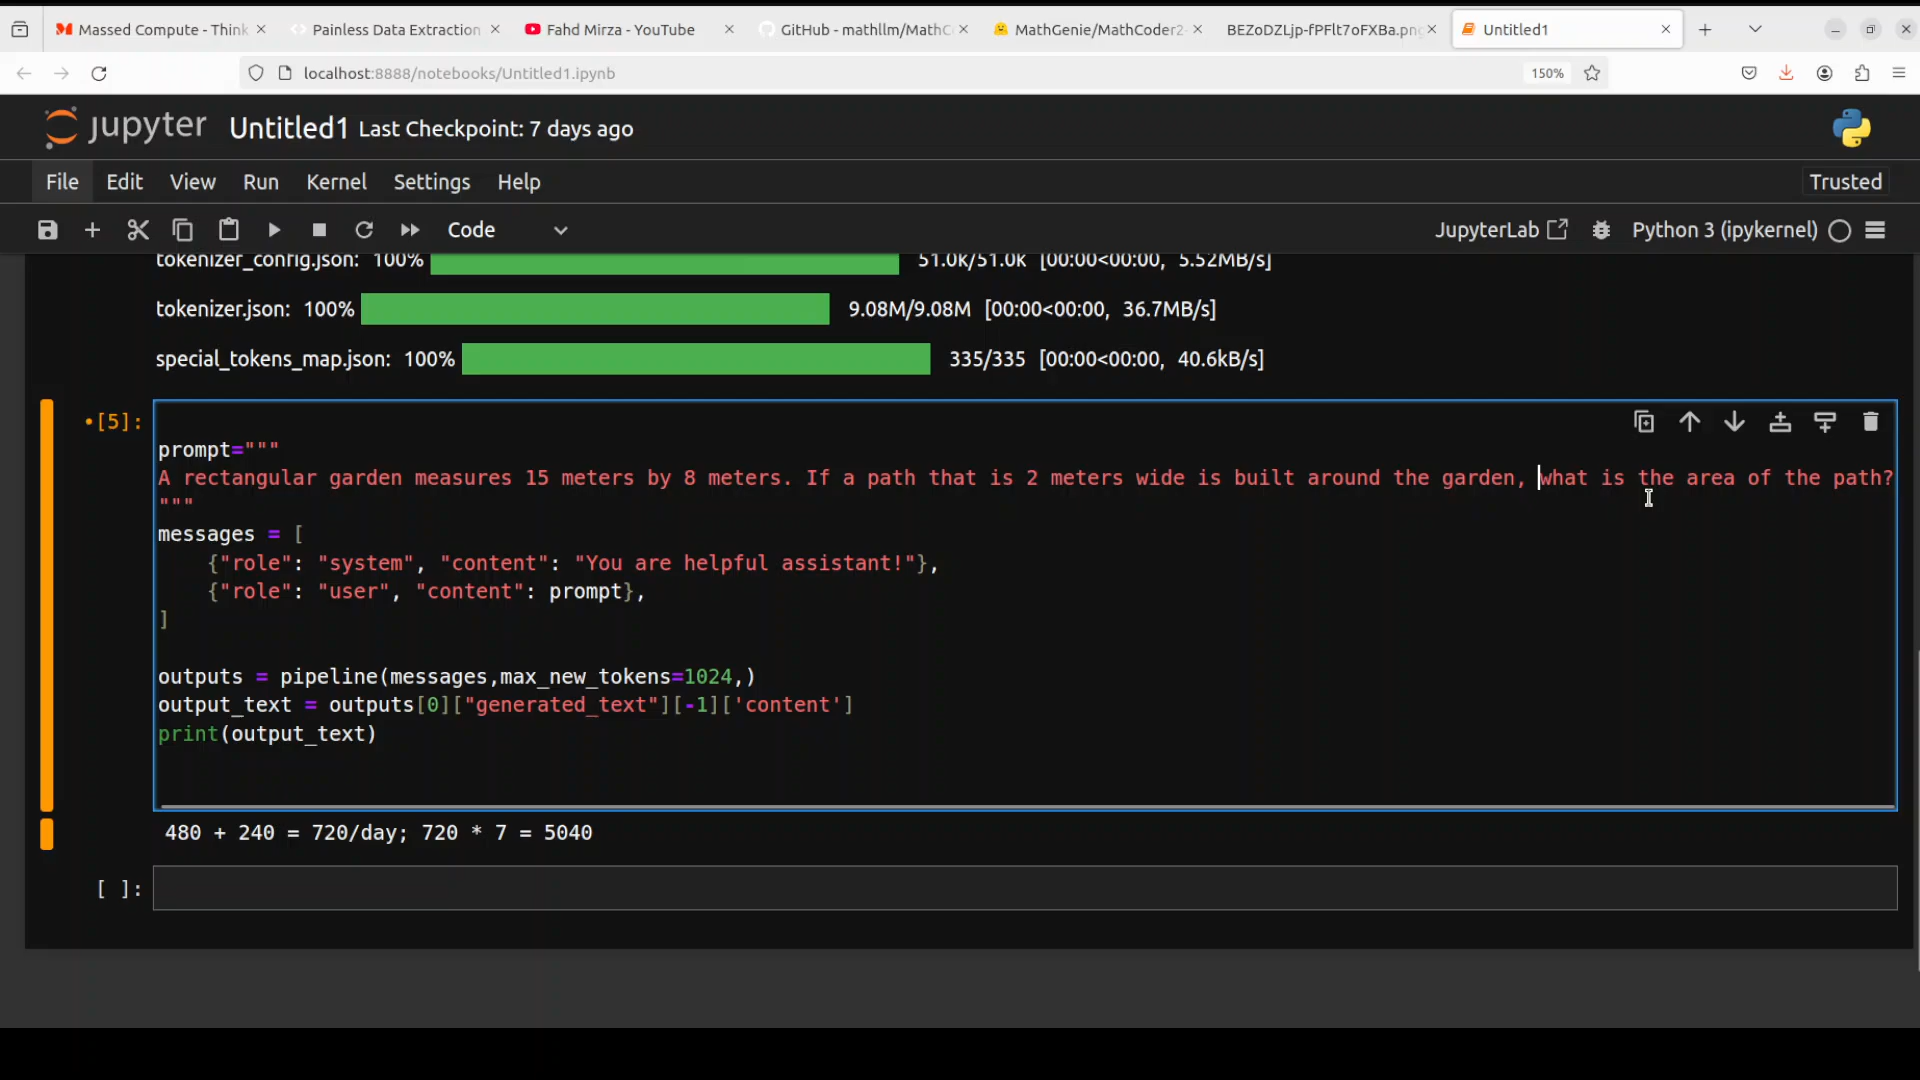 Massed Compute - Think
Painless Data Extraction
Fahd Mirza - YouTube
GitHub - mathllm/MathC
MathGenie/MathCoder2-
BEZoDZLjp-fPFlt7oFXBa.png
Untitled1
localhost:8888/notebooks/Untitled1.ipynb
150%
jupyter Untitled1 Last Checkpoint: 7 days ago
File Edit View Run Kernel Settings Help
Trusted
Code
JupyterLab
Python 3 (ipykernel)
tokenizer_config.json: 100% 51.0k/51.0k [00:00<00:00, 5.52MB/s]
tokenizer.json: 100% 9.08M/9.08M [00:00<00:00, 36.7MB/s]
special_tokens_map.json: 100% 335/335 [00:00<00:00, 40.6kB/s]
•[5]:
prompt="""
A rectangular garden measures 15 meters by 8 meters. If a path that is 2 meters wide is built around the garden, what is the area of the path?
"""
messages = [
    {"role": "system", "content": "You are helpful assistant!"},
    {"role": "user", "content": prompt},
]
outputs = pipeline(messages,max_new_tokens=1024,)
output_text = outputs[0]["generated_text"][-1]['content']
print(output_text)
480 + 240 = 720/day; 720 * 7 = 5040
[ ]: